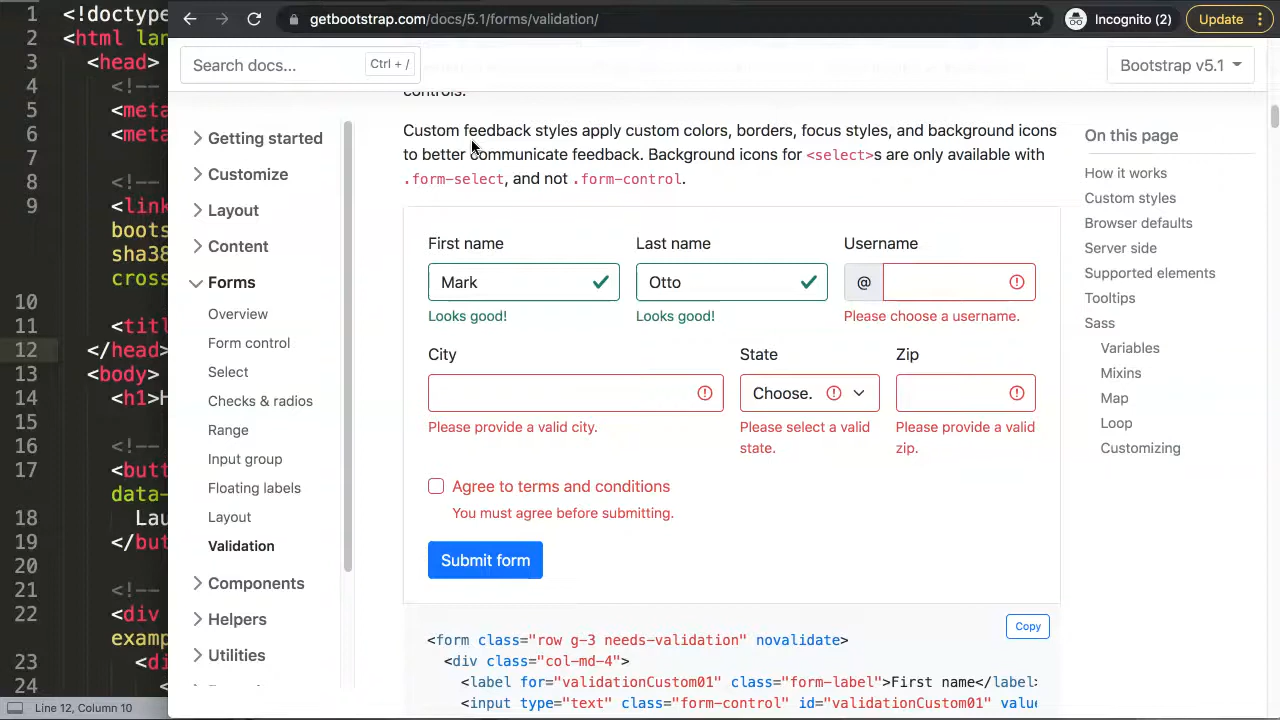 1 <!doctype
2 <html lan
3 <head>
4 <!--
5 <meta
6 <meta
7
8 <!--
9 <link
boots
sha38
cross
10
11 <titl
12 </head>
13 <body>
14 <h1>H
15
16 <!--
17 <butt
data-
18 Lau
19 </but
20
21 <!--
22 <div
examp
23 <di
24 <
Line 12, Column 10
getbootstrap.com/docs/5.1/forms/validation/
Incognito (2)
Update
Search docs...
Ctrl + /
Bootstrap v5.1
Getting started
Customize
Layout
Content
Forms
Overview
Form control
Select
Checks & radios
Range
Input group
Floating labels
Layout
Validation
Components
Helpers
Utilities
controls.
Custom feedback styles apply custom colors, borders, focus styles, and background icons
to better communicate feedback. Background icons for <select>s are only available with
.form-select, and not .form-control.
First name Last name Username
Mark Otto @
Looks good! Looks good! Please choose a username.
City State Zip
Choose.
Please provide a valid city. Please select a valid Please provide a valid
state. zip.
Agree to terms and conditions
You must agree before submitting.
Submit form
Copy
<form class="row g-3 needs-validation" novalidate>
<div class="col-md-4">
<label for="validationCustom01" class="form-label">First name</label>
<input type="text" class="form-control" id="validationCustom01" value
On this page
How it works
Custom styles
Browser defaults
Server side
Supported elements
Tooltips
Sass
Variables
Mixins
Map
Loop
Customizing